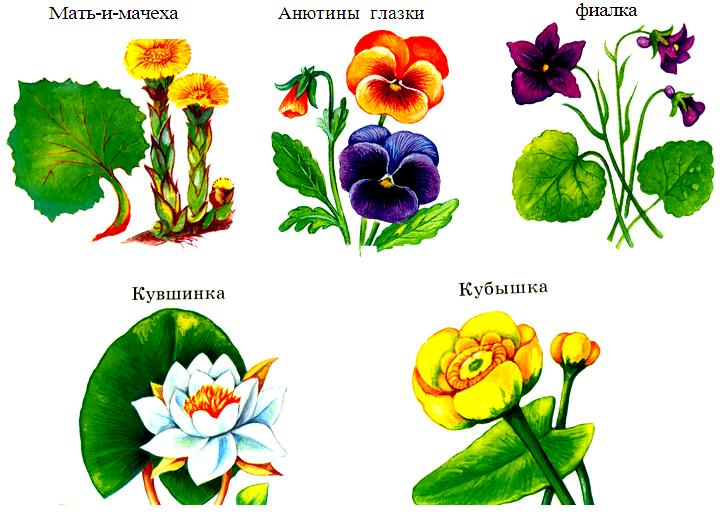 Мать-и-мачеха
Анютины глазки
фиалка
Кувшинка
Кубышка